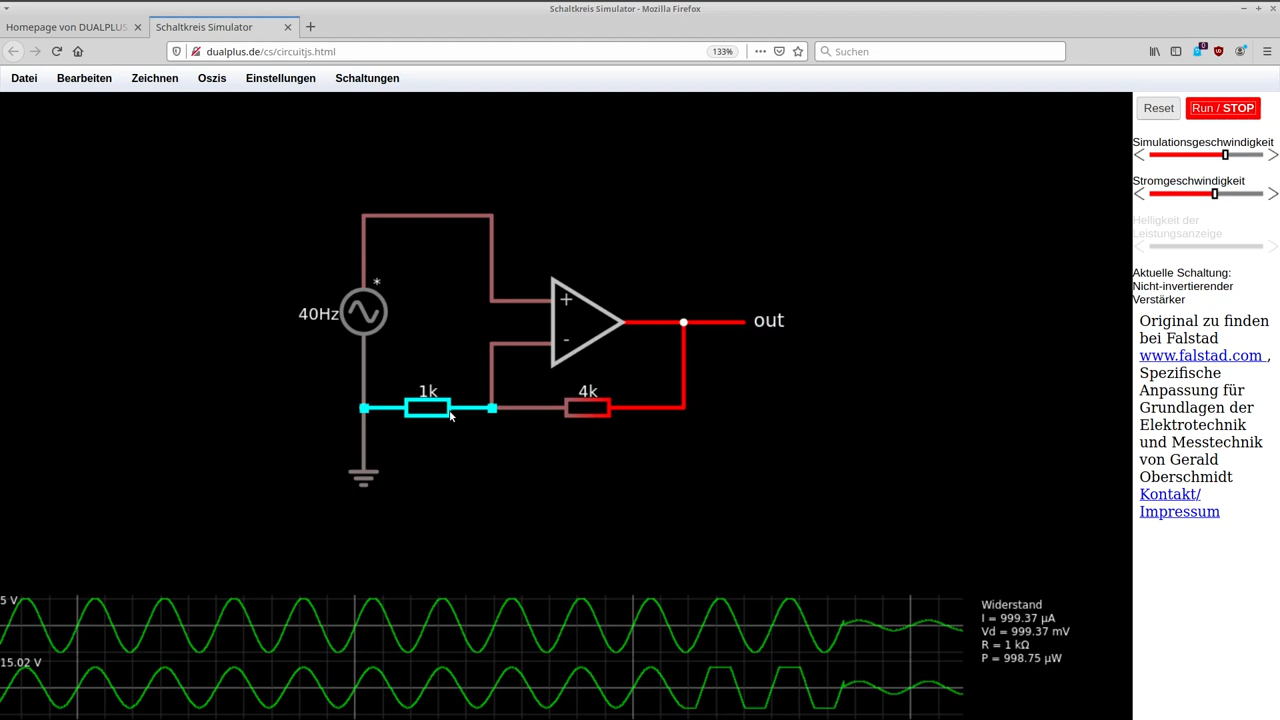 Schaltkreis Simulator - Mozilla Firefox
Homepage von DUALPLUS
Schaltkreis Simulator
dualplus.de/cs/circuitjs.html
133%
Suchen
Datei Bearbeiten Zeichnen Oszis Einstellungen Schaltungen
Reset
Run / STOP
Simulationsgeschwindigkeit
Stromgeschwindigkeit
Helligkeit der
Leistungsanzeige
Aktuelle Schaltung:
Nicht-invertierender
Verstärker
Original zu finden
bei Falstad
www.falstad.com ,
Spezifische
Anpassung für
Grundlagen der
Elektrotechnik
und Messtechnik
von Gerald
Oberschmidt
Kontakt/
Impressum
*
40Hz
+
-
out
1k
4k
5 V
15.02 V
Widerstand
I = 999.37 μA
Vd = 999.37 mV
R = 1 kΩ
P = 998.75 μW